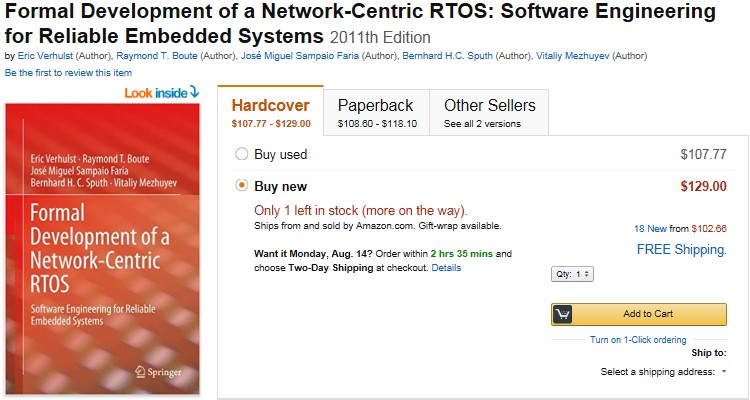 Formal Development of a Network-Centric RTOS: Software Engineering
for Reliable Embedded Systems 2011th Edition
by Eric Verhulst (Author), Raymond T. Boute (Author), José Miguel Sampaio Faria (Author), Bernhard H.C. Sputh (Author), Vitaliy Mezhuyev (Author)
Be the first to review this item
Look inside
Eric Verhulst · Raymond T. Boute
José Miguel Sampaio Faria
Bernhard H. C. Sputh · Vitaliy Mezhuyev
Formal
Development of a
Network-Centric
RTOS
Software Engineering for Reliable
Embedded Systems
Springer
Hardcover
$107.77 - $129.00
Paperback
$108.60 - $118.10
Other Sellers
See all 2 versions
Buy used
$107.77
Buy new
$129.00
Only 1 left in stock (more on the way).
Ships from and sold by Amazon.com. Gift-wrap available.
18 New from $102.66
FREE Shipping.
Want it Monday, Aug. 14? Order within 2 hrs 35 mins and
choose Two-Day Shipping at checkout. Details
Qty: 1
Add to Cart
Turn on 1-Click ordering
Ship to:
Select a shipping address: